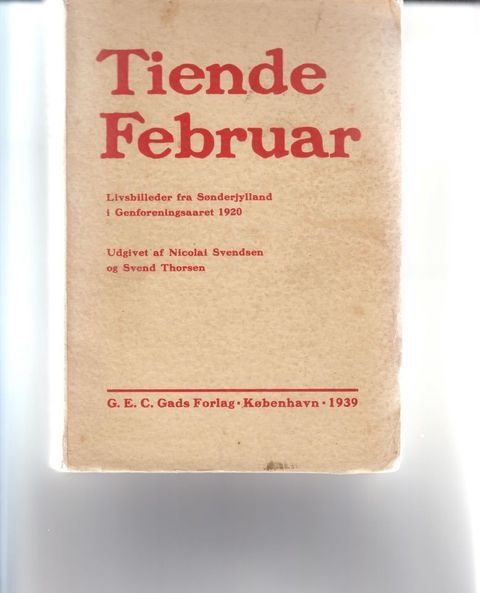 Tiende
Februar
Livsbilleder fra Sønderjylland
i Genforeningsaaret 1920
Udgivet af Nicolai Svendsen
og Svend Thorsen
G. E. C. Gads Forlag · København · 1939